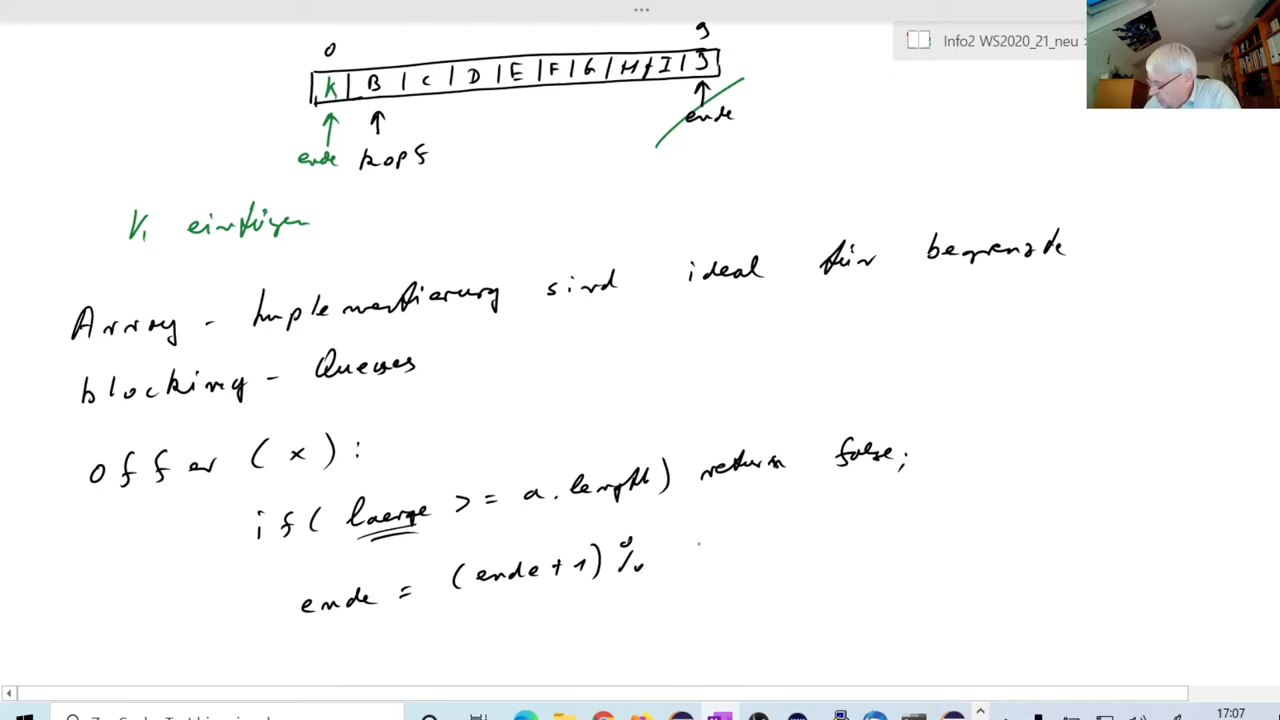 Info2 WS2020_21_neu >
0 9
K B C D E F G H I J
ende
ende kopf
K einfügen
Array - Implementierung sind ideal für begrenzte
blocking - Queues
offer (x):
if( laenge >= a.length) return false;
ende = (ende + 1) %
17:07